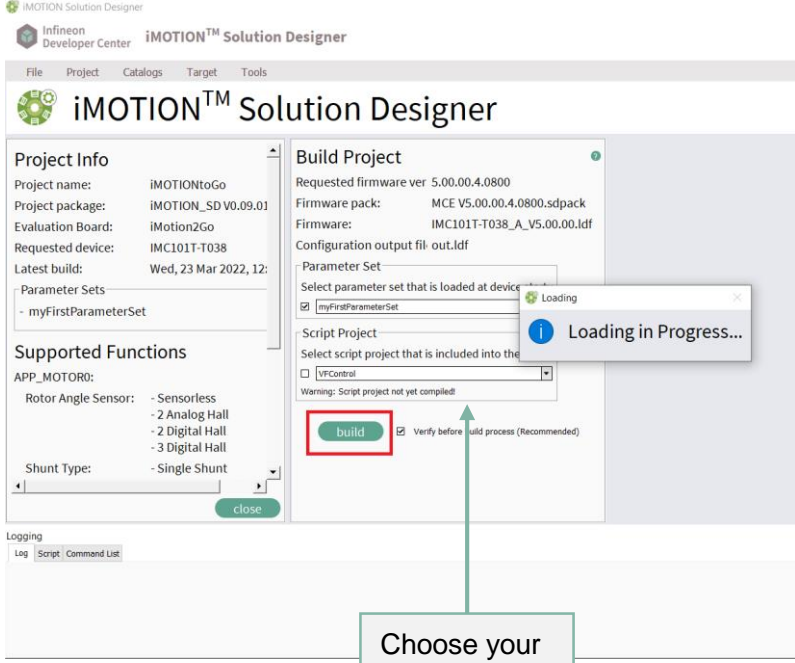 iMOTION Solution Designer
Infineon
Developer Center
iMOTION™ Solution Designer
File Project Catalogs Target Tools
iMOTION™ Solution Designer
Project Info
Project name: iMOTIONtoGo
Project package: iMOTION_SD V0.09.01
Evaluation Board: iMotion2Go
Requested device: IMC101T-T038
Latest build: Wed, 23 Mar 2022, 12:
Parameter Sets
- myFirstParameterSet
Supported Functions
APP_MOTOR0:
Rotor Angle Sensor: - Sensorless
- 2 Analog Hall
- 2 Digital Hall
- 3 Digital Hall
Shunt Type: - Single Shunt
close
Build Project
?
Requested firmware ver 5.00.00.4.0800
Firmware pack: MCE V5.00.00.4.0800.sdpack
Firmware: IMC101T-T038_A_V5.00.00.ldf
Configuration output fil out.ldf
Parameter Set
Select parameter set that is loaded at device
myFirstParameterSet
Script Project
Select script project that is included into the
VFControl
Warning: Script project not yet compiled!
build Verify before build process (Recommended)
Loading
i Loading in Progress...
Logging
Log Script Command List
Choose your